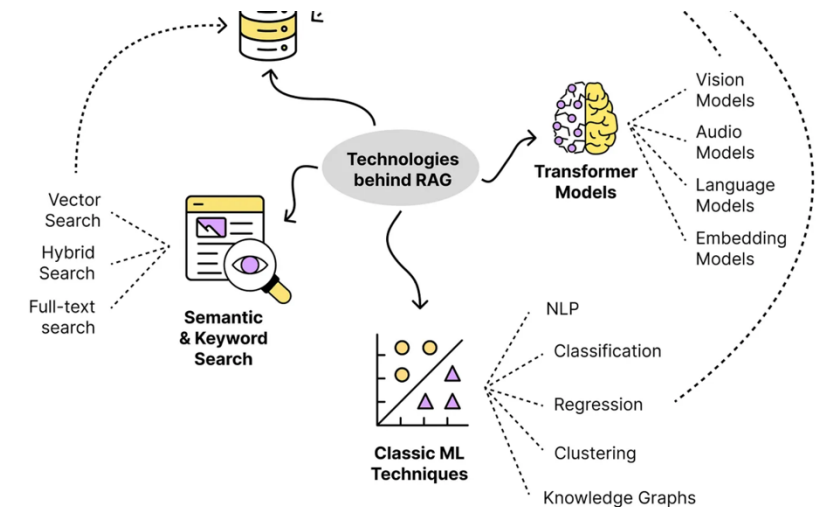 Technologies
behind RAG
Transformer
Models
Vision
Models
Audio
Models
Language
Models
Embedding
Models
Vector
Search
Hybrid
Search
Full-text
search
Semantic
& Keyword
Search
Classic ML
Techniques
NLP
Classification
Regression
Clustering
Knowledge Graphs